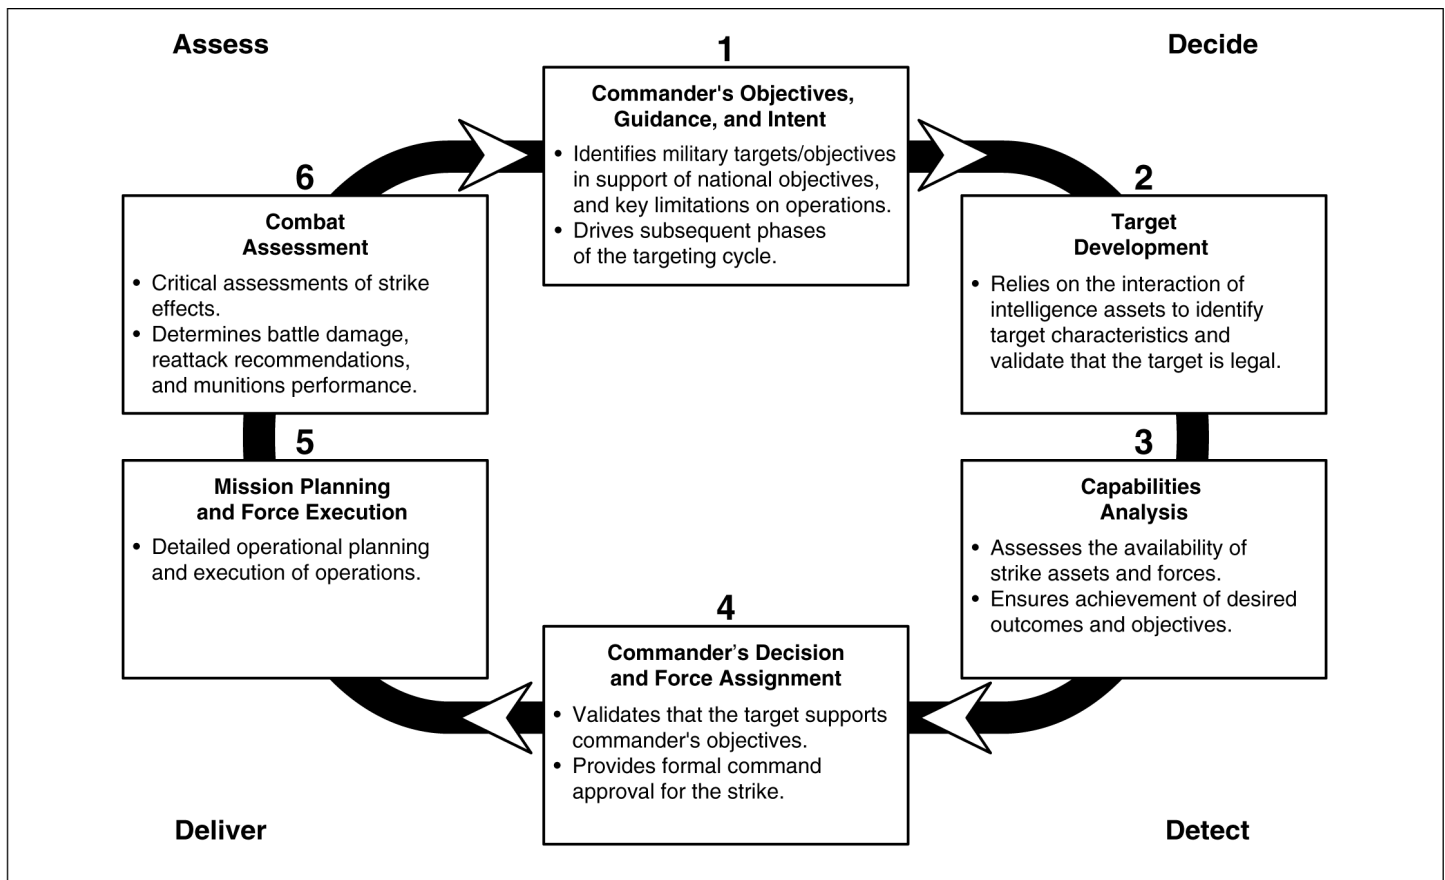 Assess
Decide
1
Commander's Objectives,
Guidance, and Intent
• Identifies military targets/objectives
in support of national objectives,
and key limitations on operations.
• Drives subsequent phases
of the targeting cycle.
2
Target
Development
• Relies on the interaction of
intelligence assets to identify
target characteristics and
validate that the target is legal.
3
Capabilities
Analysis
• Assesses the availability of
strike assets and forces.
• Ensures achievement of desired
outcomes and objectives.
4
Commander's Decision
and Force Assignment
• Validates that the target supports
commander's objectives.
• Provides formal command
approval for the strike.
5
Mission Planning
and Force Execution
• Detailed operational planning
and execution of operations.
6
Combat
Assessment
• Critical assessments of strike
effects.
• Determines battle damage,
reattack recommendations,
and munitions performance.
Deliver
Detect